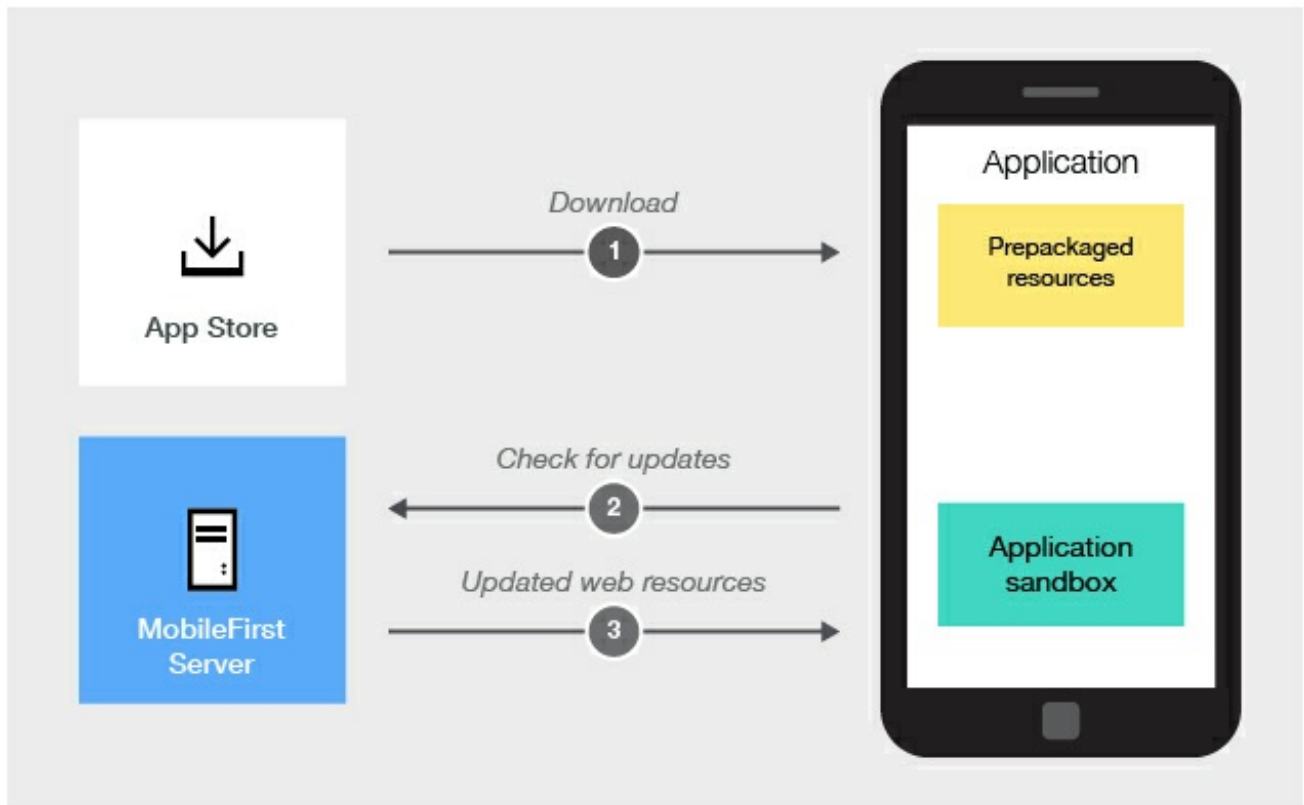 Application
Download
1
Prepackaged
resources
App Store
Check for updates
2
Application
sandbox
Updated web resources
3
MobileFirst
Server